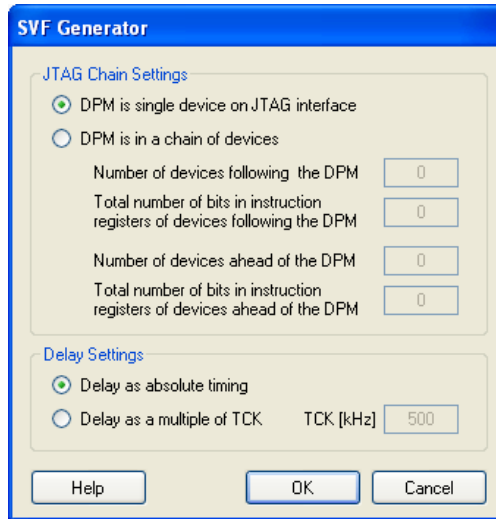 SVF Generator
JTAG Chain Settings
DPM is single device on JTAG interface
DPM is in a chain of devices
Number of devices following the DPM 0
Total number of bits in instruction
registers of devices following the DPM 0
Number of devices ahead of the DPM 0
Total number of bits in instruction
registers of devices ahead of the DPM 0
Delay Settings
Delay as absolute timing
Delay as a multiple of TCK TCK [kHz] 500
Help OK Cancel